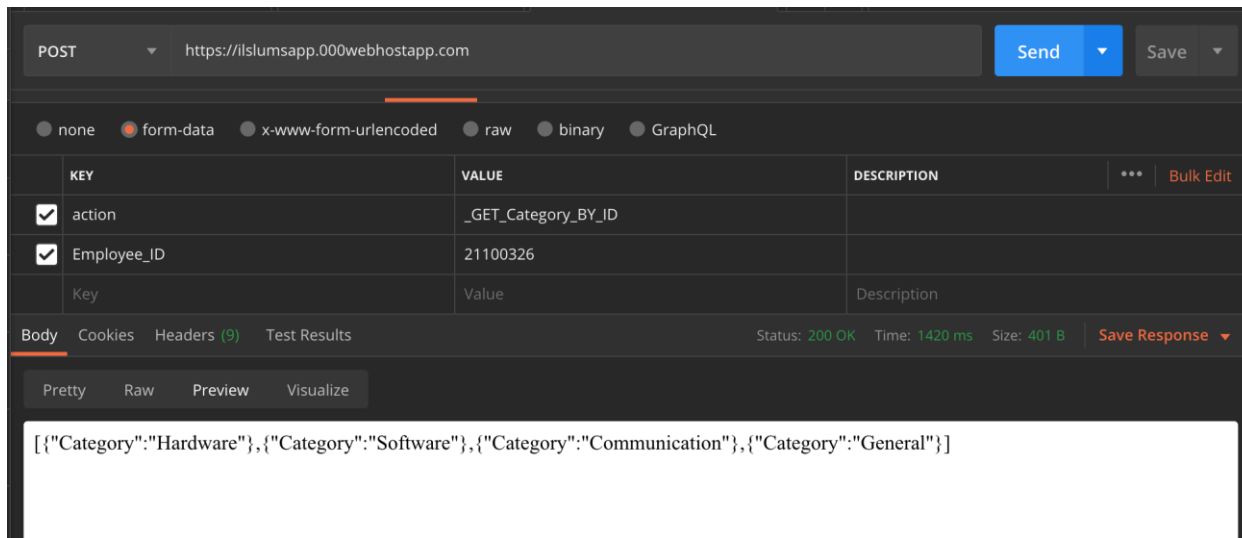 POST https://ilslumsapp.000webhostapp.com Send Save
none form-data x-www-form-urlencoded raw binary GraphQL
KEY VALUE DESCRIPTION ••• Bulk Edit
action _GET_Category_BY_ID
Employee_ID 21100326
Key Value Description
Body Cookies Headers (9) Test Results Status: 200 OK Time: 1420 ms Size: 401 B Save Response
Pretty Raw Preview Visualize
[{"Category":"Hardware"},{"Category":"Software"},{"Category":"Communication"},{"Category":"General"}]